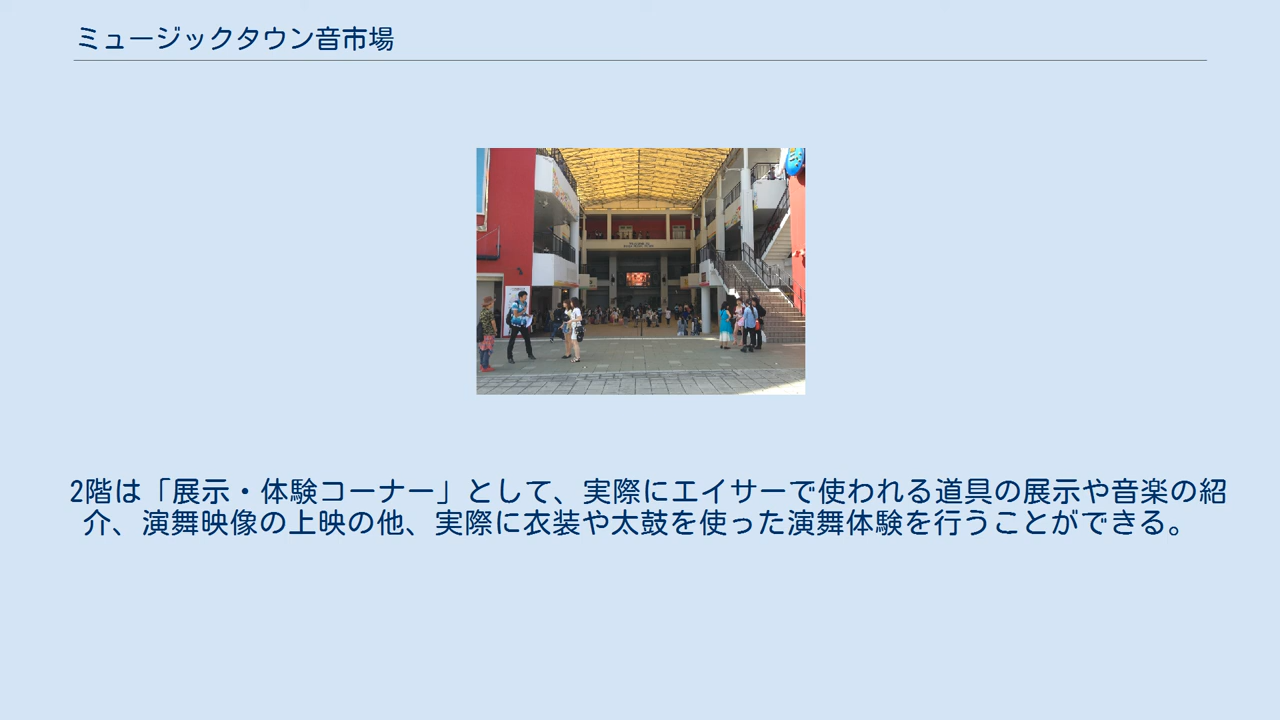 ミュージックタウン音市場
2階は「展示・体験コーナー」として、実際にエイサーで使われる道具の展示や音楽の紹
介、演舞映像の上映の他、実際に衣装や太鼓を使った演舞体験を行うことができる。